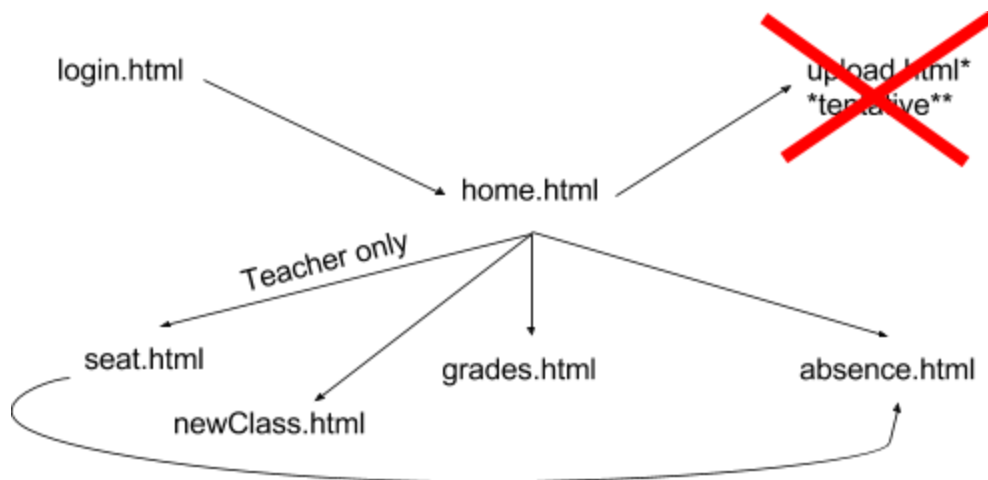 login.html
upload.html*
*tentative**
home.html
Teacher only
seat.html
grades.html
absence.html
newClass.html